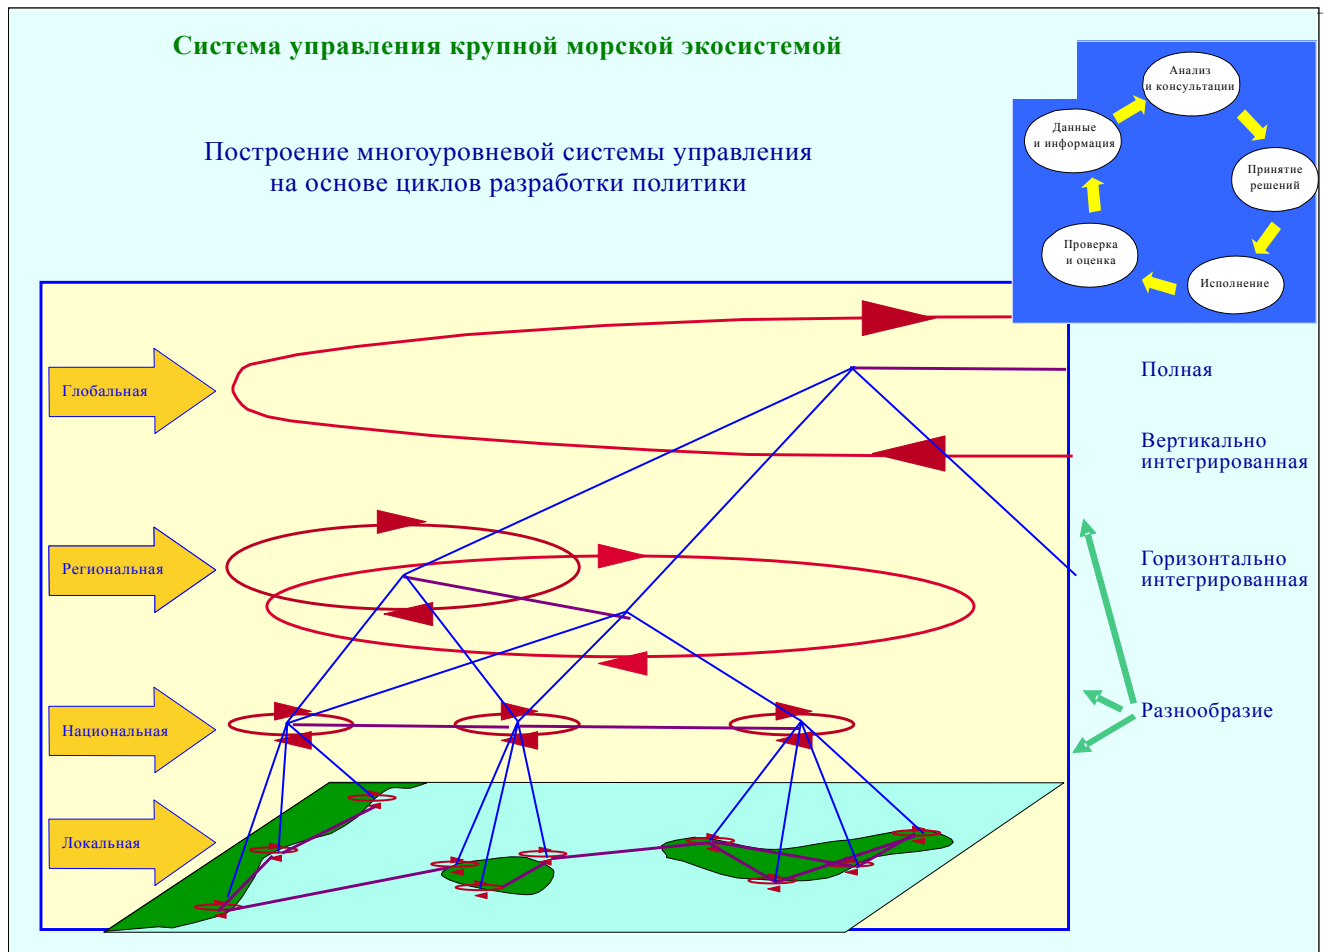 Система управления крупной морской экосистемой
Построение многоуровневой системы управления
на основе циклов разработки политики
Анализ
и консультации
Данные
и информация
Принятие
решений
Проверка
и оценка
Исполнение
Глобальная
Региональная
Национальная
Локальная
Полная
Вертикально
интегрированная
Горизонтально
интегрированная
Разнообразие